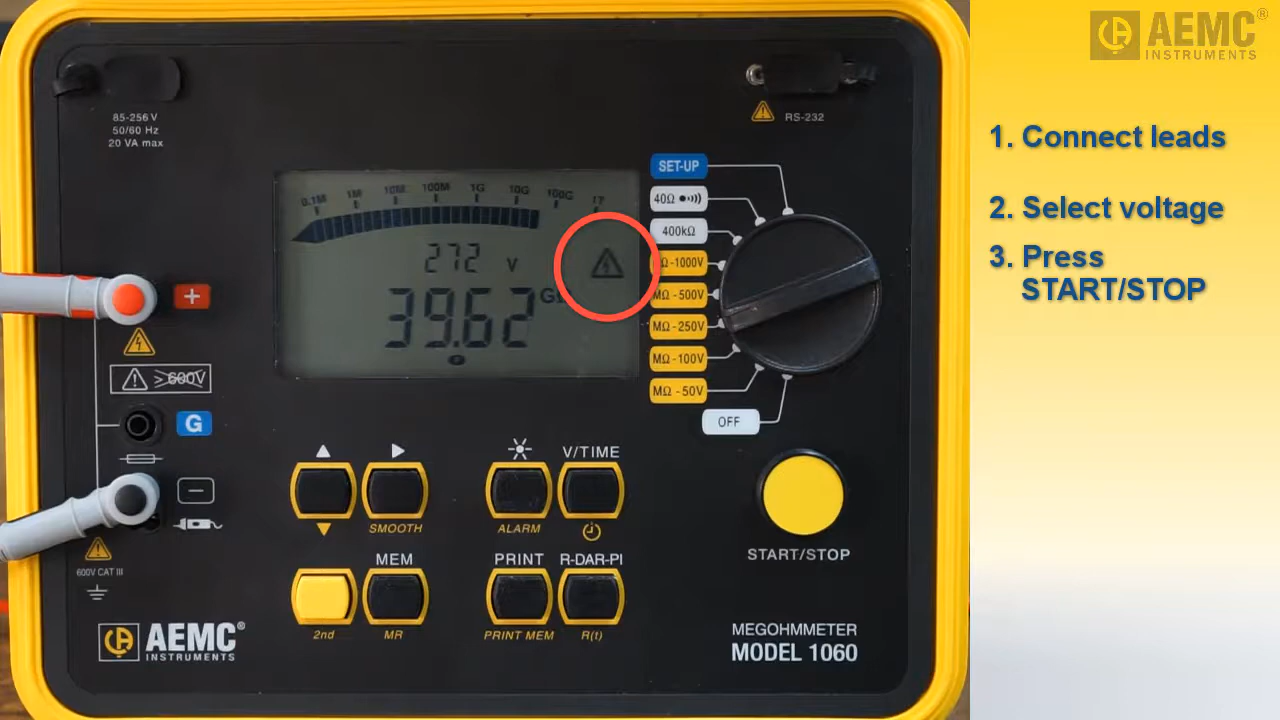 AEMC®
INSTRUMENTS
1. Connect leads
2. Select voltage
3. Press
START/STOP
85-256 V
50/60 Hz
20 VA max
RS-232
0.1M 1M 10M 100M 1G 10G 100G 1T
272 V
39.62
SET-UP
40Ω
400kΩ
MΩ-500V
MΩ-250V
MΩ-100V
MΩ-50V
OFF
+
>600V
G
V/TIME
SMOOTH
ALARM
START/STOP
600V CAT III
MEM
PRINT
R-DAR-PI
2nd
MR
PRINT MEM
R(t)
AEMC®
INSTRUMENTS
MEGOHMMETER
MODEL 1060